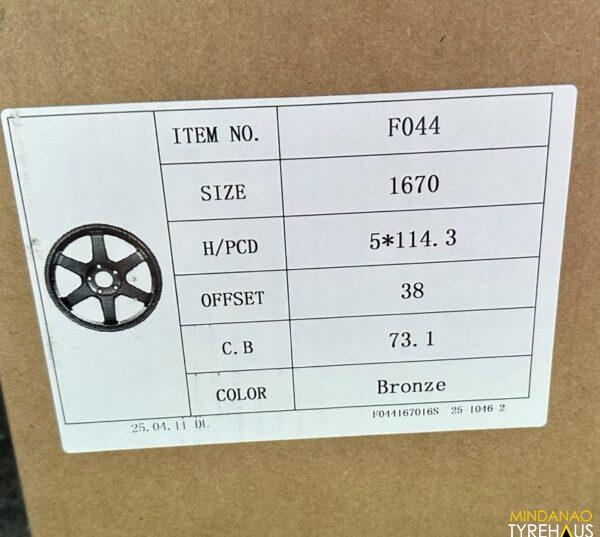 ITEM NO. F044
SIZE 1670
H/PCD 5*114.3
OFFSET 38
C.B 73.1
COLOR Bronze
25.04.11 DL F044167016S 25 1046 2
MINDANAO
TYREHAUS